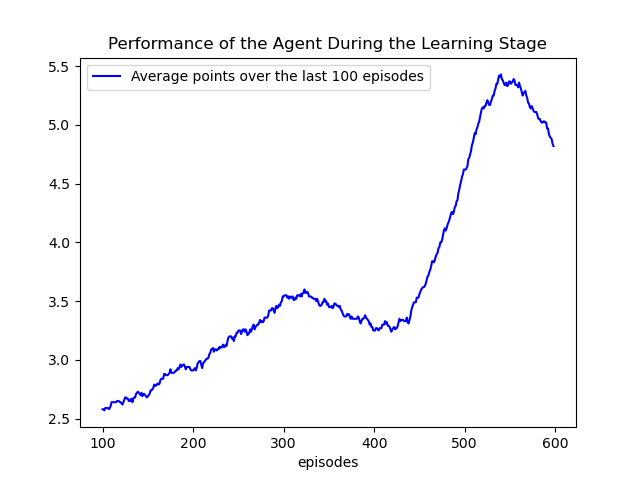 Performance of the Agent During the Learning Stage
Average points over the last 100 episodes
5.5
5.0
4.5
4.0
3.5
3.0
2.5
100 200 300 400 500 600
episodes